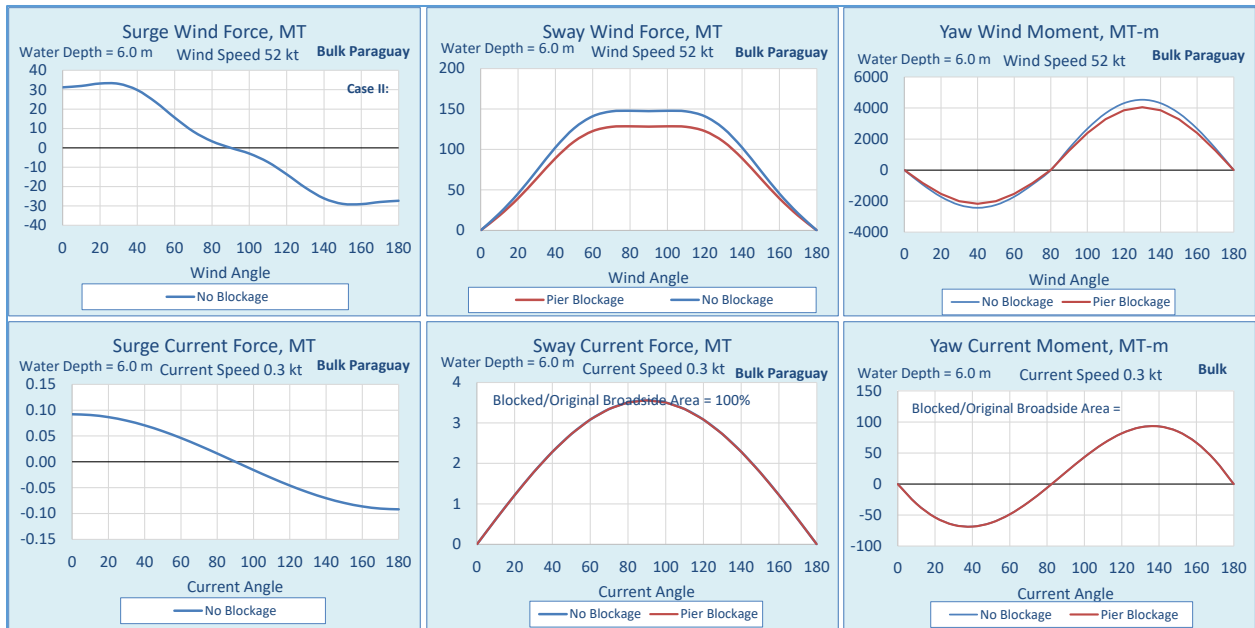 Surge Wind Force, MT
Water Depth = 6.0 m Wind Speed 52 kt Bulk Paraguay
Case II:
40
30
20
10
0
-10
-20
-30
-40
0 20 40 60 80 100 120 140 160 180
Wind Angle
No Blockage
Sway Wind Force, MT
Water Depth = 6.0 m Wind Speed 52 kt Bulk Paraguay
200
150
100
50
0
0 20 40 60 80 100 120 140 160 180
Wind Angle
Pier Blockage No Blockage
Yaw Wind Moment, MT-m
Water Depth = 6.0 m Wind Speed 52 kt Bulk Paraguay
6000
4000
2000
0
-2000
-4000
0 20 40 60 80 100 120 140 160 180
Wind Angle
No Blockage Pier Blockage
Surge Current Force, MT
Water Depth = 6.0 m Current Speed 0.3 kt Bulk Paraguay
0.15
0.10
0.05
0.00
-0.05
-0.10
-0.15
0 20 40 60 80 100 120 140 160 180
Current Angle
No Blockage
Sway Current Force, MT
Water Depth = 6.0 m Current Speed 0.3 kt Bulk Paraguay
Blocked/Original Broadside Area = 100%
4
3
2
1
0
0 20 40 60 80 100 120 140 160 180
Current Angle
No Blockage Pier Blockage
Yaw Current Moment, MT-m
Water Depth = 6.0 m Current Speed 0.3 kt Bulk
Blocked/Original Broadside Area =
150
100
50
0
-50
-100
0 20 40 60 80 100 120 140 160 180
Current Angle
No Blockage Pier Blockage